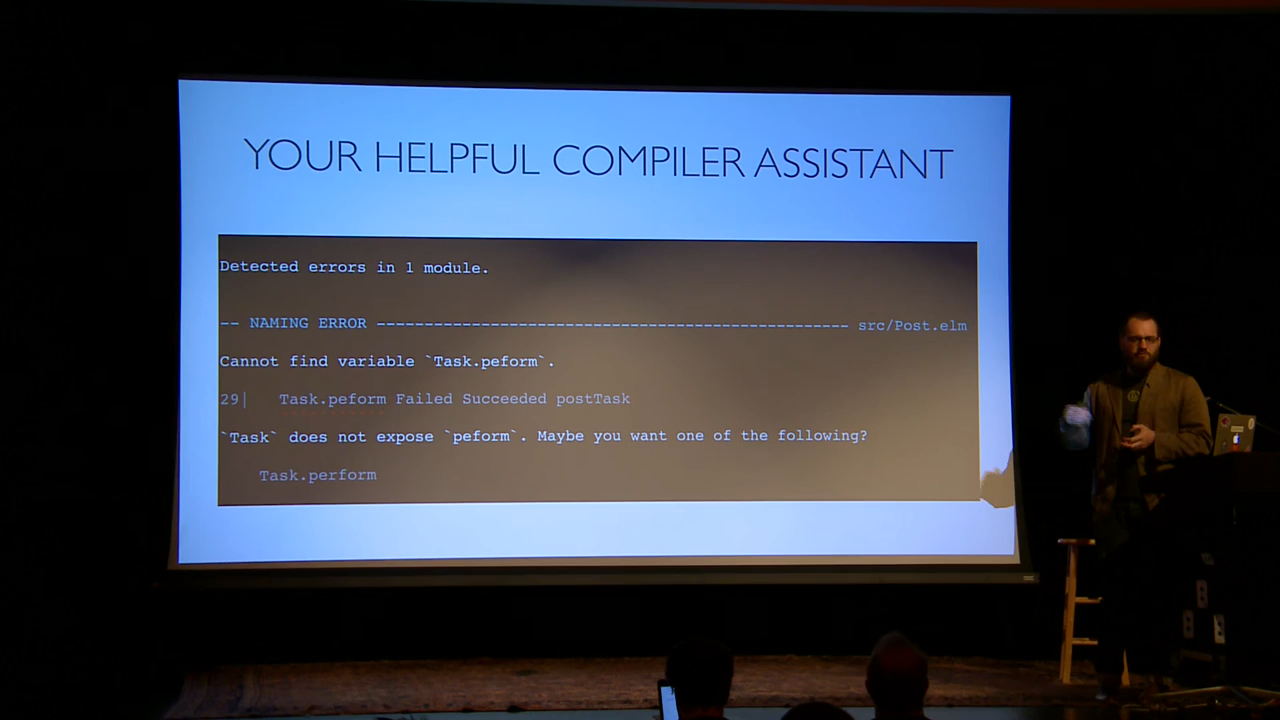 YOUR HELPFUL COMPILER ASSISTANT
Detected errors in 1 module.
-- NAMING ERROR ----------------------------------------------- src/Post.elm
Cannot find variable `Task.peform`.
29| Task.peform Failed Succeeded postTask
`Task` does not expose `peform`. Maybe you want one of the following?
Task.perform